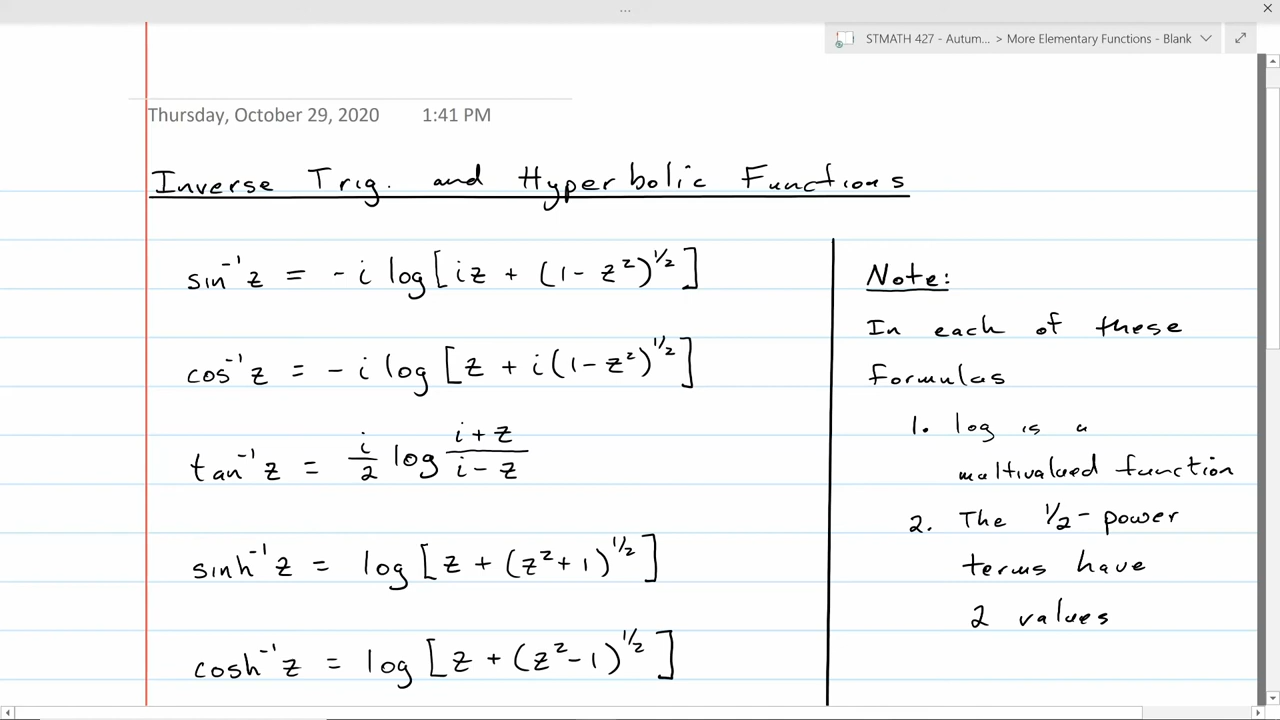 ...
STMATH 427 - Autum... > More Elementary Functions - Blank
Thursday, October 29, 2020 1:41 PM
Inverse Trig. and Hyperbolic Functions
sin⁻¹z = -i log[iz + (1-z²)^½]
cos⁻¹z = -i log[z + i(1-z²)^½]
tan⁻¹z = i/2 log (i+z)/(i-z)
sinh⁻¹z = log[z + (z²+1)^½]
cosh⁻¹z = log[z + (z²-1)^½]
Note:
In each of these
formulas
1. log is a
multivalued function
2. The ½-power
terms have
2 values